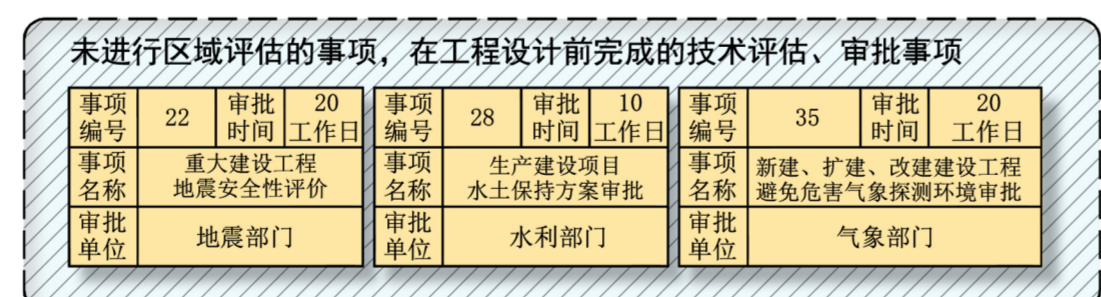 未进行区域评估的事项，在工程设计前完成的技术评估、审批事项
事项
编号
22
审批
时间
20
工作日
事项
名称
重大建设工程
地震安全性评价
审批
单位
地震部门
事项
编号
28
审批
时间
10
工作日
事项
名称
生产建设项目
水土保持方案审批
审批
单位
水利部门
事项
编号
35
审批
时间
20
工作日
事项
名称
新建、扩建、改建建设工程
避免危害气象探测环境审批
审批
单位
气象部门